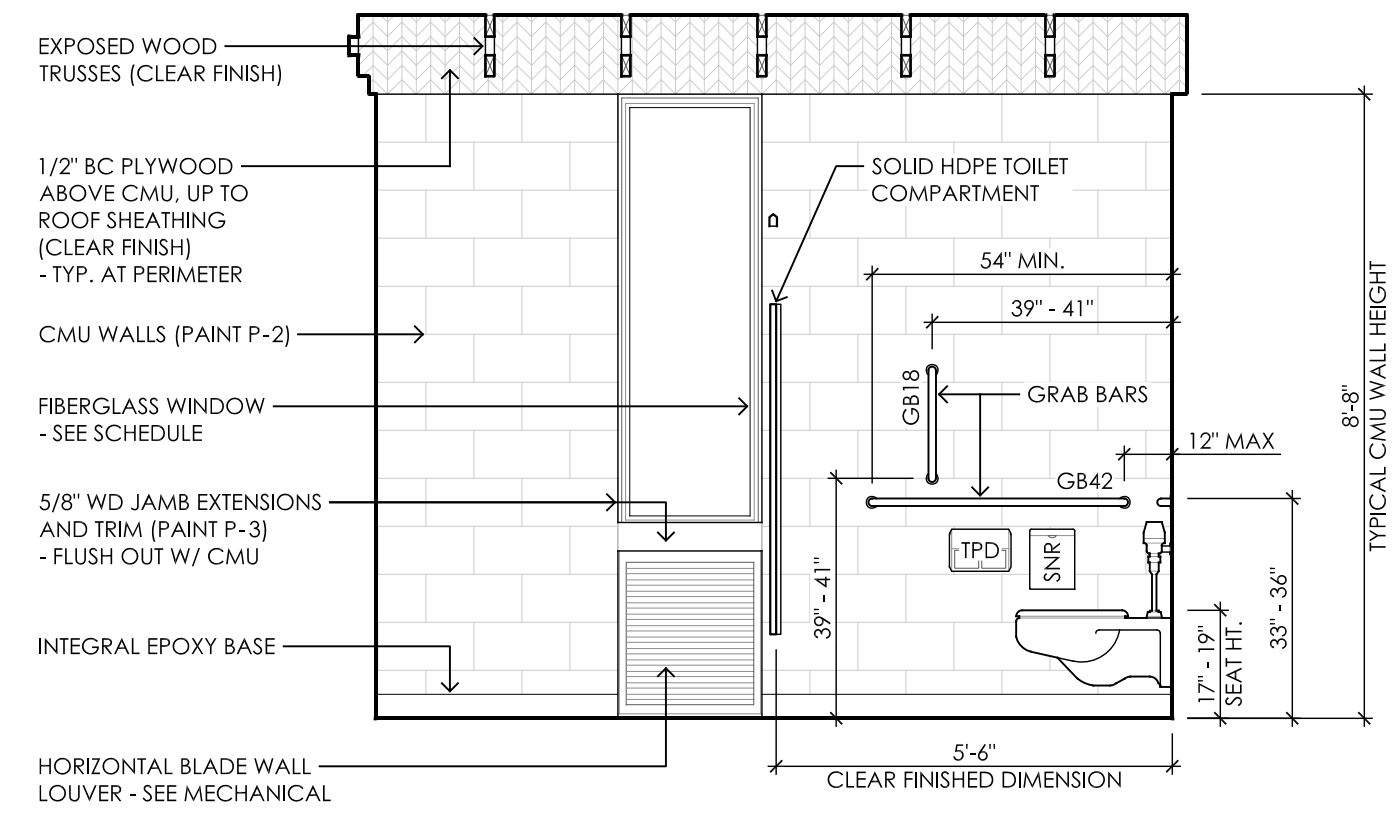 EXPOSED WOOD
TRUSSES (CLEAR FINISH)
1/2" BC PLYWOOD
ABOVE CMU, UP TO
ROOF SHEATHING
(CLEAR FINISH)
- TYP. AT PERIMETER
CMU WALLS (PAINT P-2)
FIBERGLASS WINDOW
- SEE SCHEDULE
5/8" WD JAMB EXTENSIONS
AND TRIM (PAINT P-3)
- FLUSH OUT W/ CMU
INTEGRAL EPOXY BASE
HORIZONTAL BLADE WALL
LOUVER - SEE MECHANICAL
SOLID HDPE TOILET
COMPARTMENT
54" MIN.
39" - 41"
GB18
GRAB BARS
12" MAX
GB42
TPD
SNR
39" - 41"
17" - 19"
SEAT HT.
33" - 36"
8'-8"
TYPICAL CMU WALL HEIGHT
5'-6"
CLEAR FINISHED DIMENSION